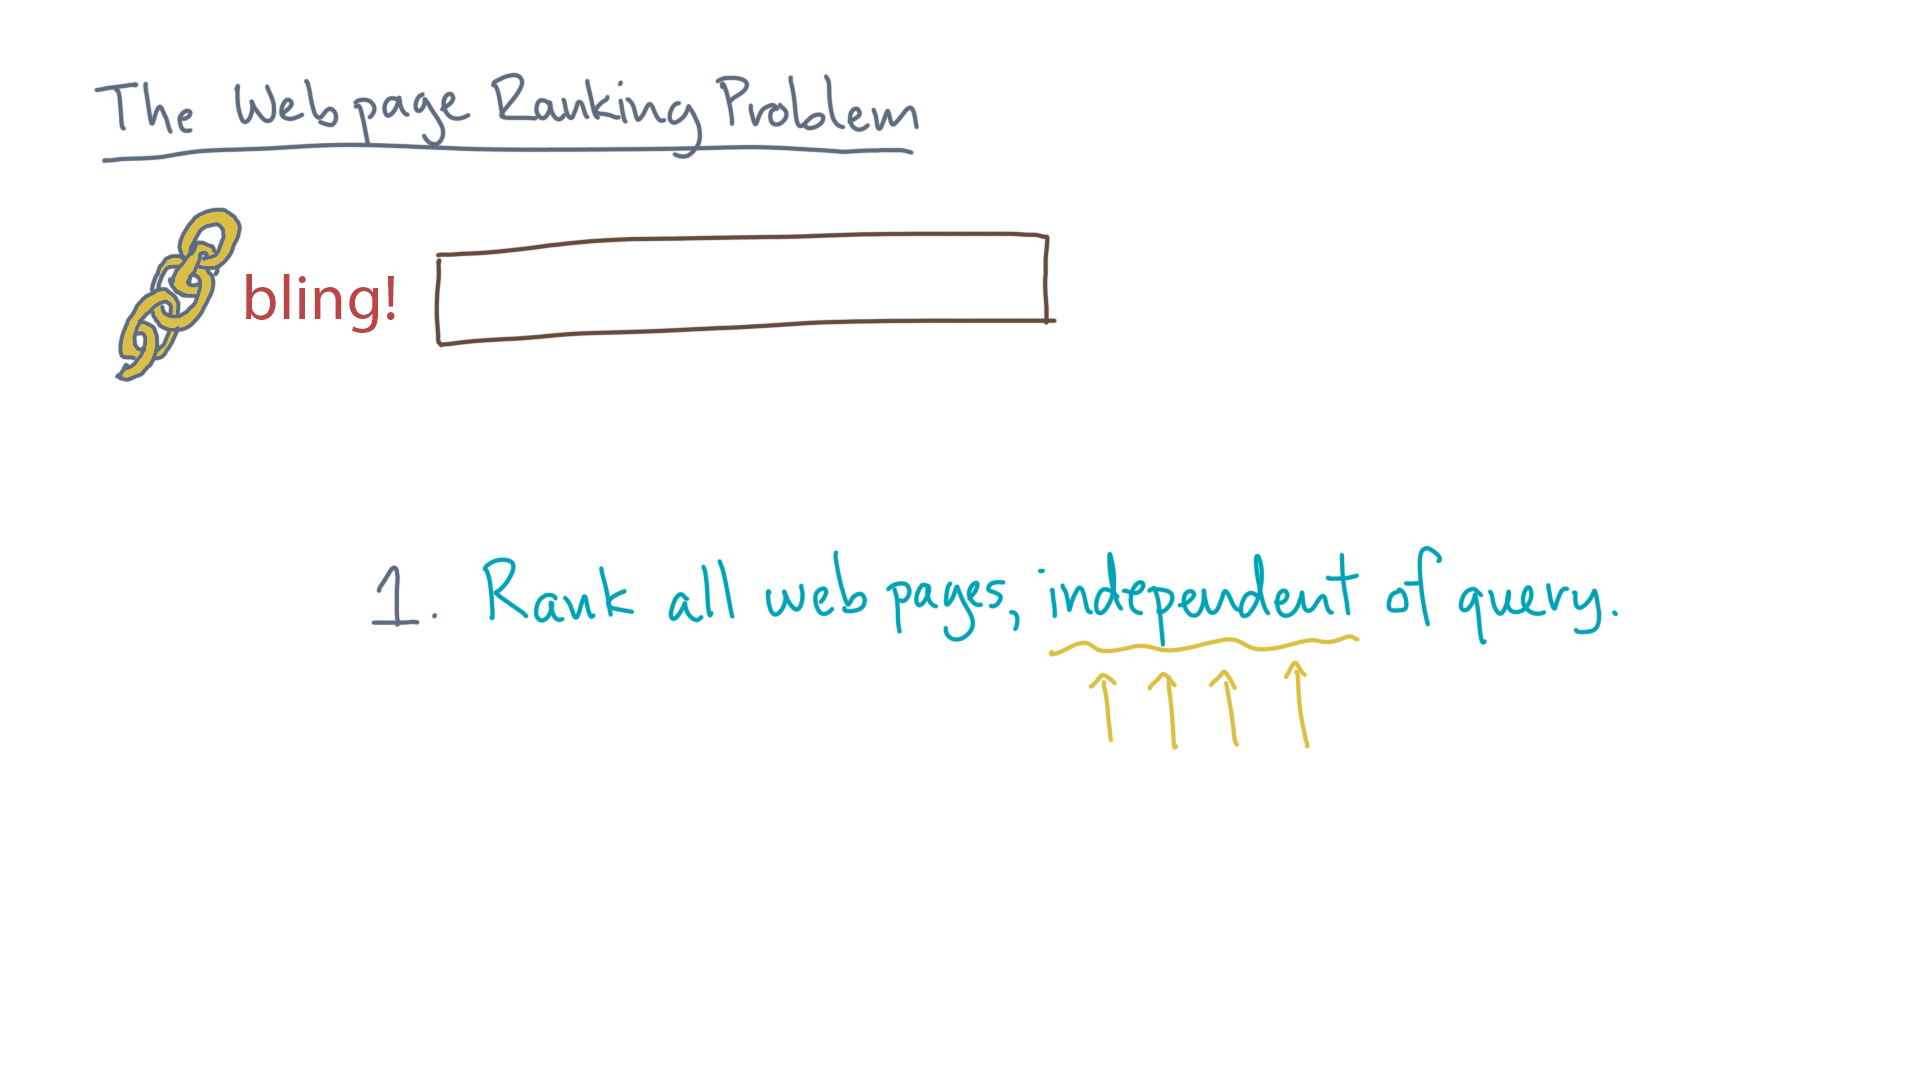 The Webpage Ranking Problem
bling!
1. Rank all web pages, independent of query.